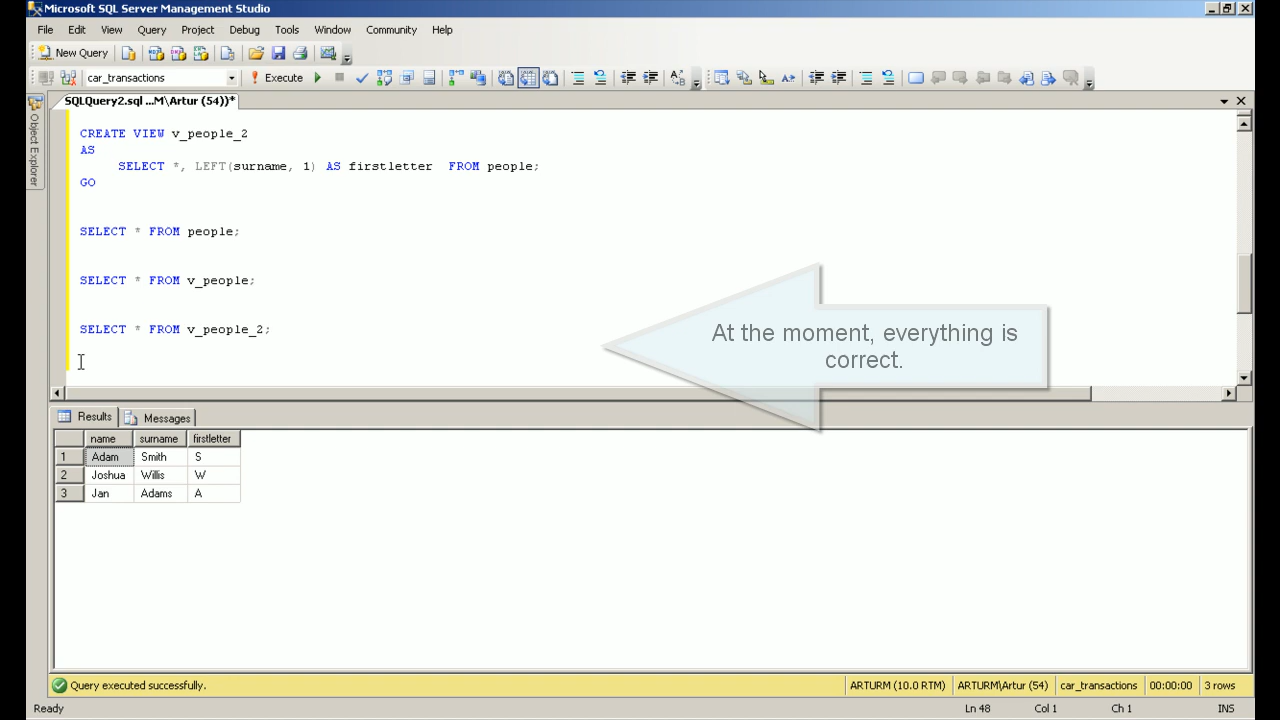 Microsoft SQL Server Management Studio
File Edit View Query Project Debug Tools Window Community Help
New Query
car_transactions Execute
SQLQuery2.sql ...M\Artur (54))*
Object Explorer
CREATE VIEW v_people_2
AS
SELECT *, LEFT(surname, 1) AS firstletter FROM people;
GO
SELECT * FROM people;
SELECT * FROM v_people;
SELECT * FROM v_people_2;
At the moment, everything is
correct.
Results Messages
name surname firstletter
1 Adam Smith S
2 Joshua Willis W
3 Jan Adams A
Query executed successfully. ARTURM (10.0 RTM) ARTURM\Artur (54) car_transactions 00:00:00 3 rows
Ready Ln 48 Col 1 Ch 1 INS